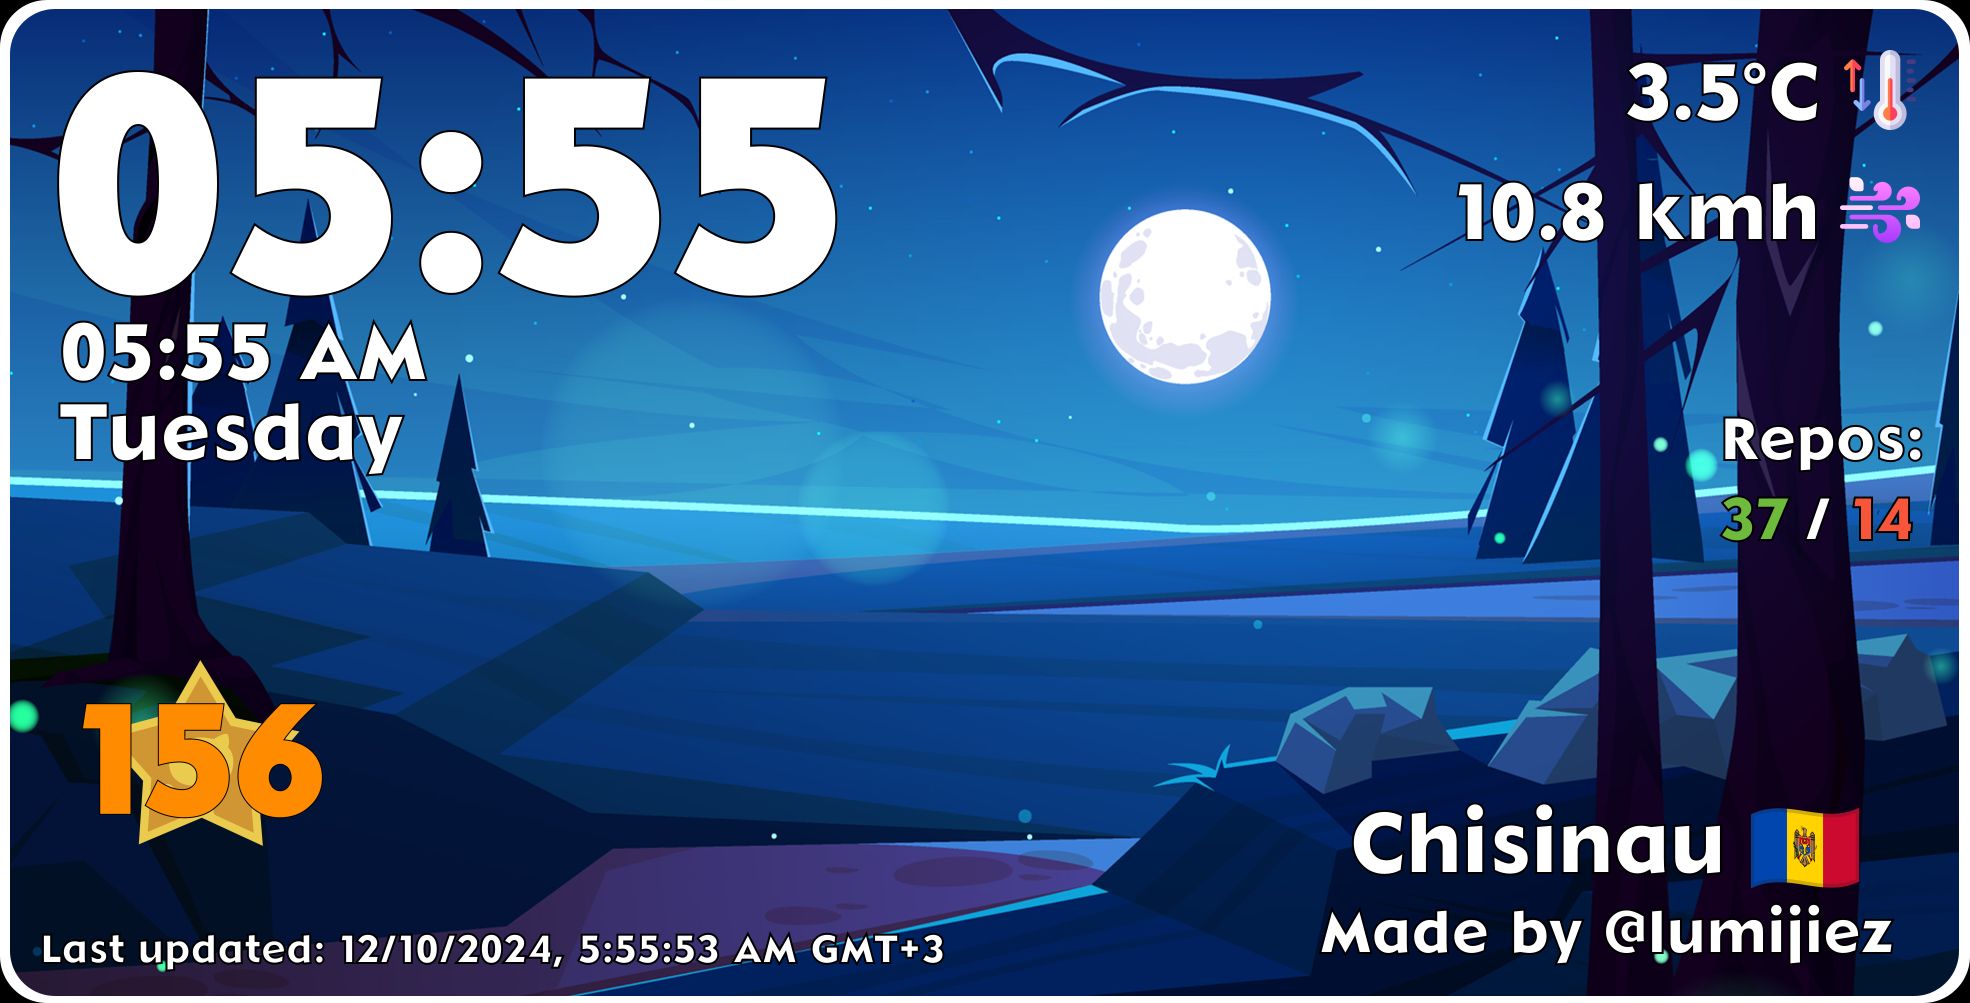 05:55
05:55 AM
Tuesday
3.5°C
10.8 kmh
Repos:
37 / 14
156
Chisinau
Made by @lumijiez
Last updated: 12/10/2024, 5:55:53 AM GMT+3